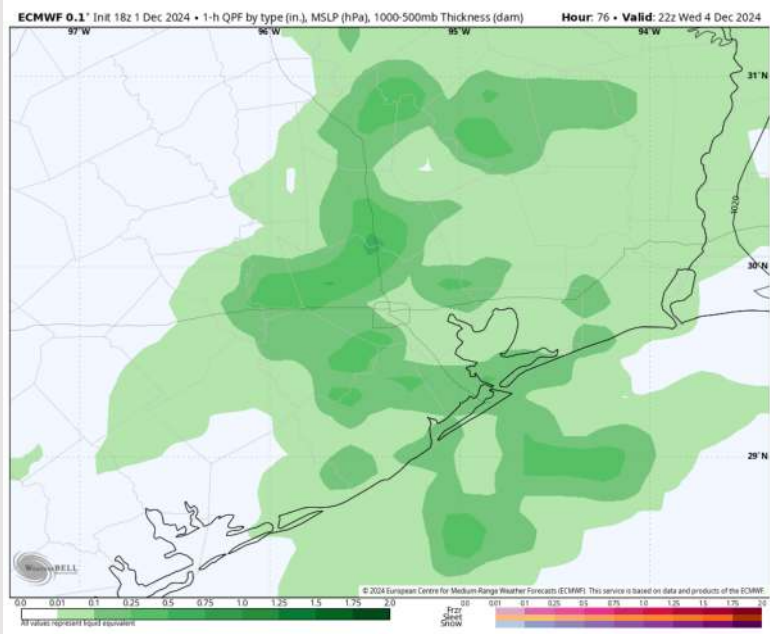 ECMWF 0.1° Init 18z 1 Dec 2024 • 1-h QPF by type (in.), MSLP (hPa), 1000-500mb Thickness (dam) Hour: 76 • Valid: 22z Wed 4 Dec 2024
97°W 96°W 95°W 94°W
31°N
1020
30°N
29°N
WeatherBELL
© 2024 European Centre for Medium-Range Weather Forecasts (ECMWF). This service is based on data and products of the ECMWF.
0.0 0.01 0.1 0.25 0.5 0.75 1.0 1.25 1.5 1.75 2.0 0.0 0.01 0.1 0.25 0.5 0.75 1.0 1.25 1.5 1.75 2.0
Frzr
Sleet
Snow
All values represent liquid equivalent